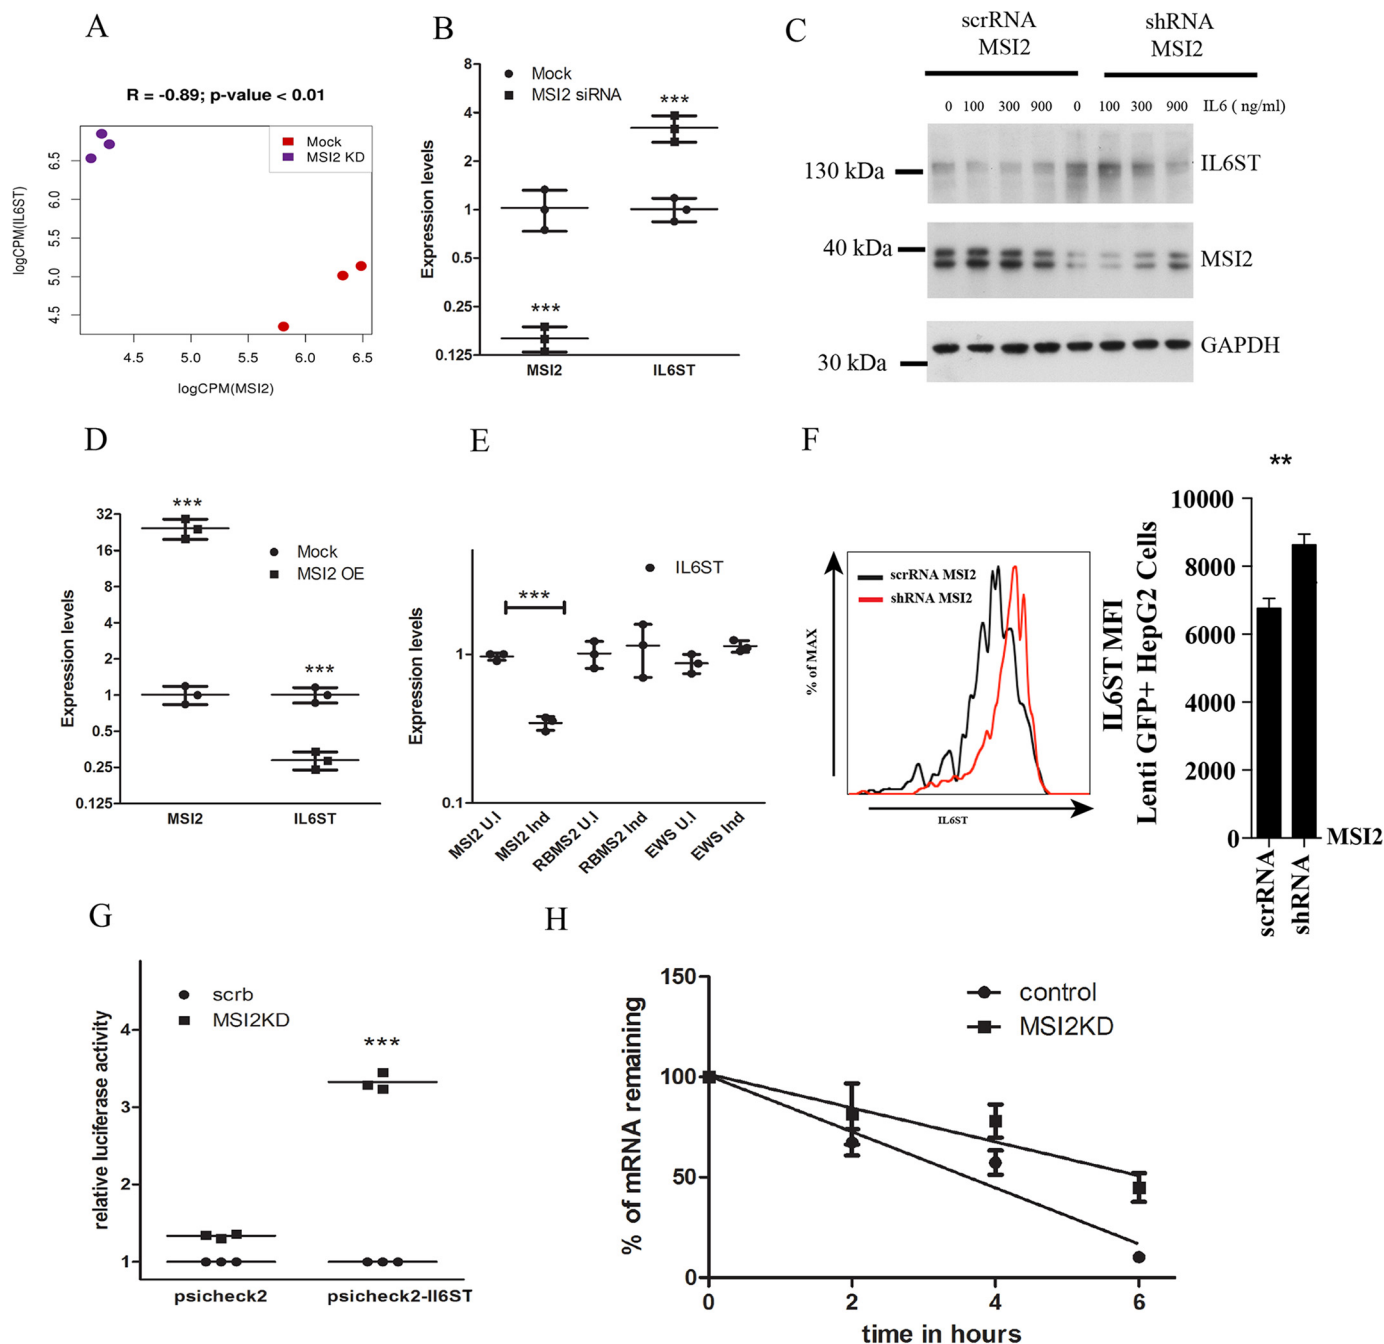 A
R = -0.89; p-value < 0.01
Mock
MSI2 KD
logCPM(IL6ST)
6.5
6.0
5.5
5.0
4.5
4.5 5.0 5.5 6.0 6.5
logCPM(MSI2)
B
Mock
MSI2 siRNA
Expression levels
8
4
2
1
0.5
0.25
0.125
***
***
MSI2 IL6ST
C
scrRNA shRNA
MSI2 MSI2
0 100 300 900 0 100 300 900 IL6 ( ng/ml)
130 kDa IL6ST
40 kDa MSI2
30 kDa GAPDH
D
Mock
MSI2 OE
Expression levels
32
16
8
4
2
1
0.5
0.25
0.125
***
***
MSI2 IL6ST
E
IL6ST
***
Expression levels
1
0.1
MSI2 U.I MSI2 Ind RBMS2 U.I RBMS2 Ind EWS U.I EWS Ind
F
scrRNA MSI2
shRNA MSI2
% of MAX
IL6ST
**
IL6ST MFI
Lenti GFP+ HepG2 Cells
10000
8000
6000
4000
2000
0
MSI2
scrRNA shRNA
G
scrb
MSI2KD
relative luciferase activity
4
3
2
1
***
psicheck2 psicheck2-Il6ST
H
control
MSI2KD
% of mRNA remaining
150
100
50
0
0 2 4 6
time in hours